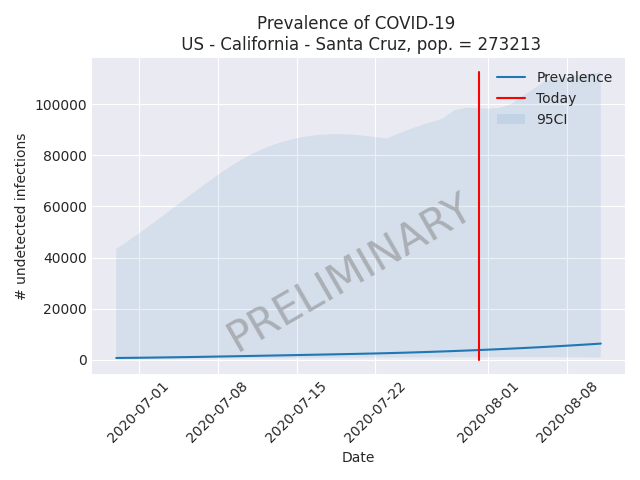 Prevalence of COVID-19
US - California - Santa Cruz, pop. = 273213
Prevalence
Today
95CI
100000
80000
60000
40000
20000
0
# undetected infections
PRELIMINARY
2020-07-01
2020-07-08
2020-07-15
2020-07-22
2020-08-01
2020-08-08
Date